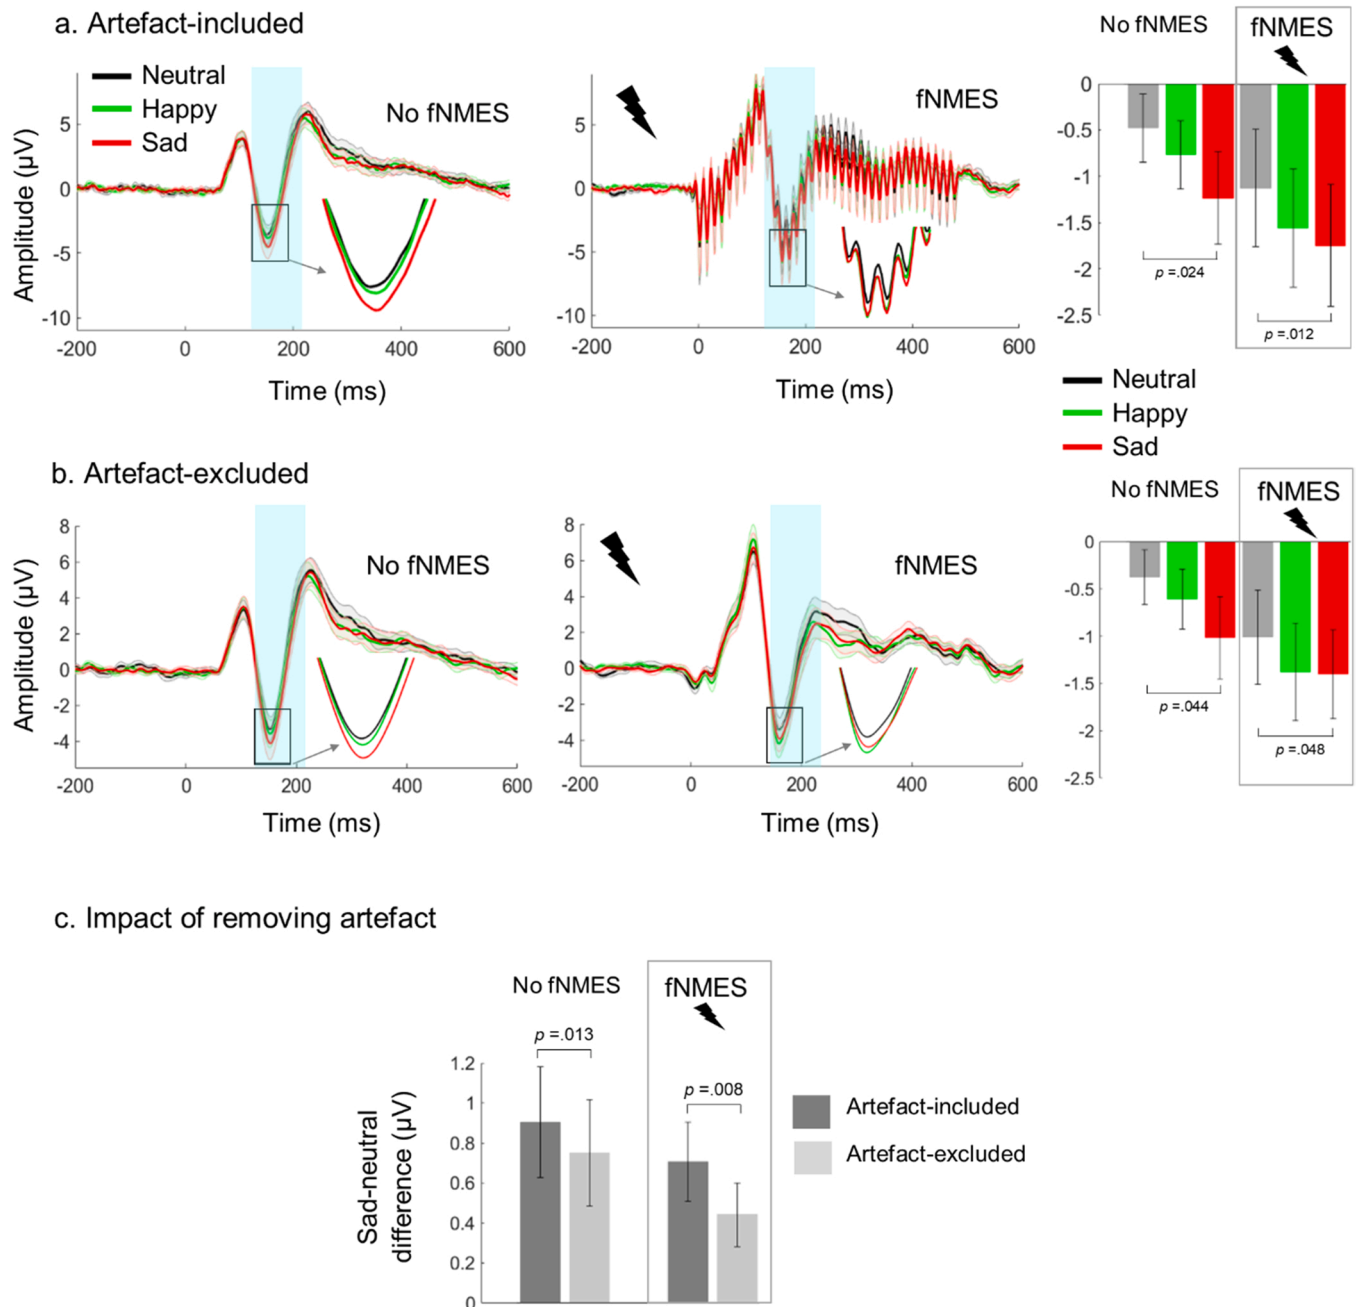 a. Artefact-included
Neutral
Happy
Sad
No fNMES
fNMES
Amplitude (µV)
5
0
-5
-10
-200
0
200
400
600
Time (ms)
5
0
-5
-10
-200
0
200
400
600
Time (ms)
No fNMES
fNMES
0
-0.5
-1
-1.5
-2
-2.5
p =.024
p =.012
Neutral
Happy
Sad
b. Artefact-excluded
No fNMES
fNMES
Amplitude (µV)
8
6
4
2
0
-2
-4
-200
0
200
400
600
Time (ms)
8
6
4
2
0
-2
-4
-200
0
200
400
600
Time (ms)
No fNMES
fNMES
0
-0.5
-1
-1.5
-2
-2.5
p =.044
p =.048
c. Impact of removing artefact
No fNMES
fNMES
p =.013
p =.008
Sad-neutral
difference (µV)
1.2
1
0.8
0.6
0.4
0.2
0
Artefact-included
Artefact-excluded